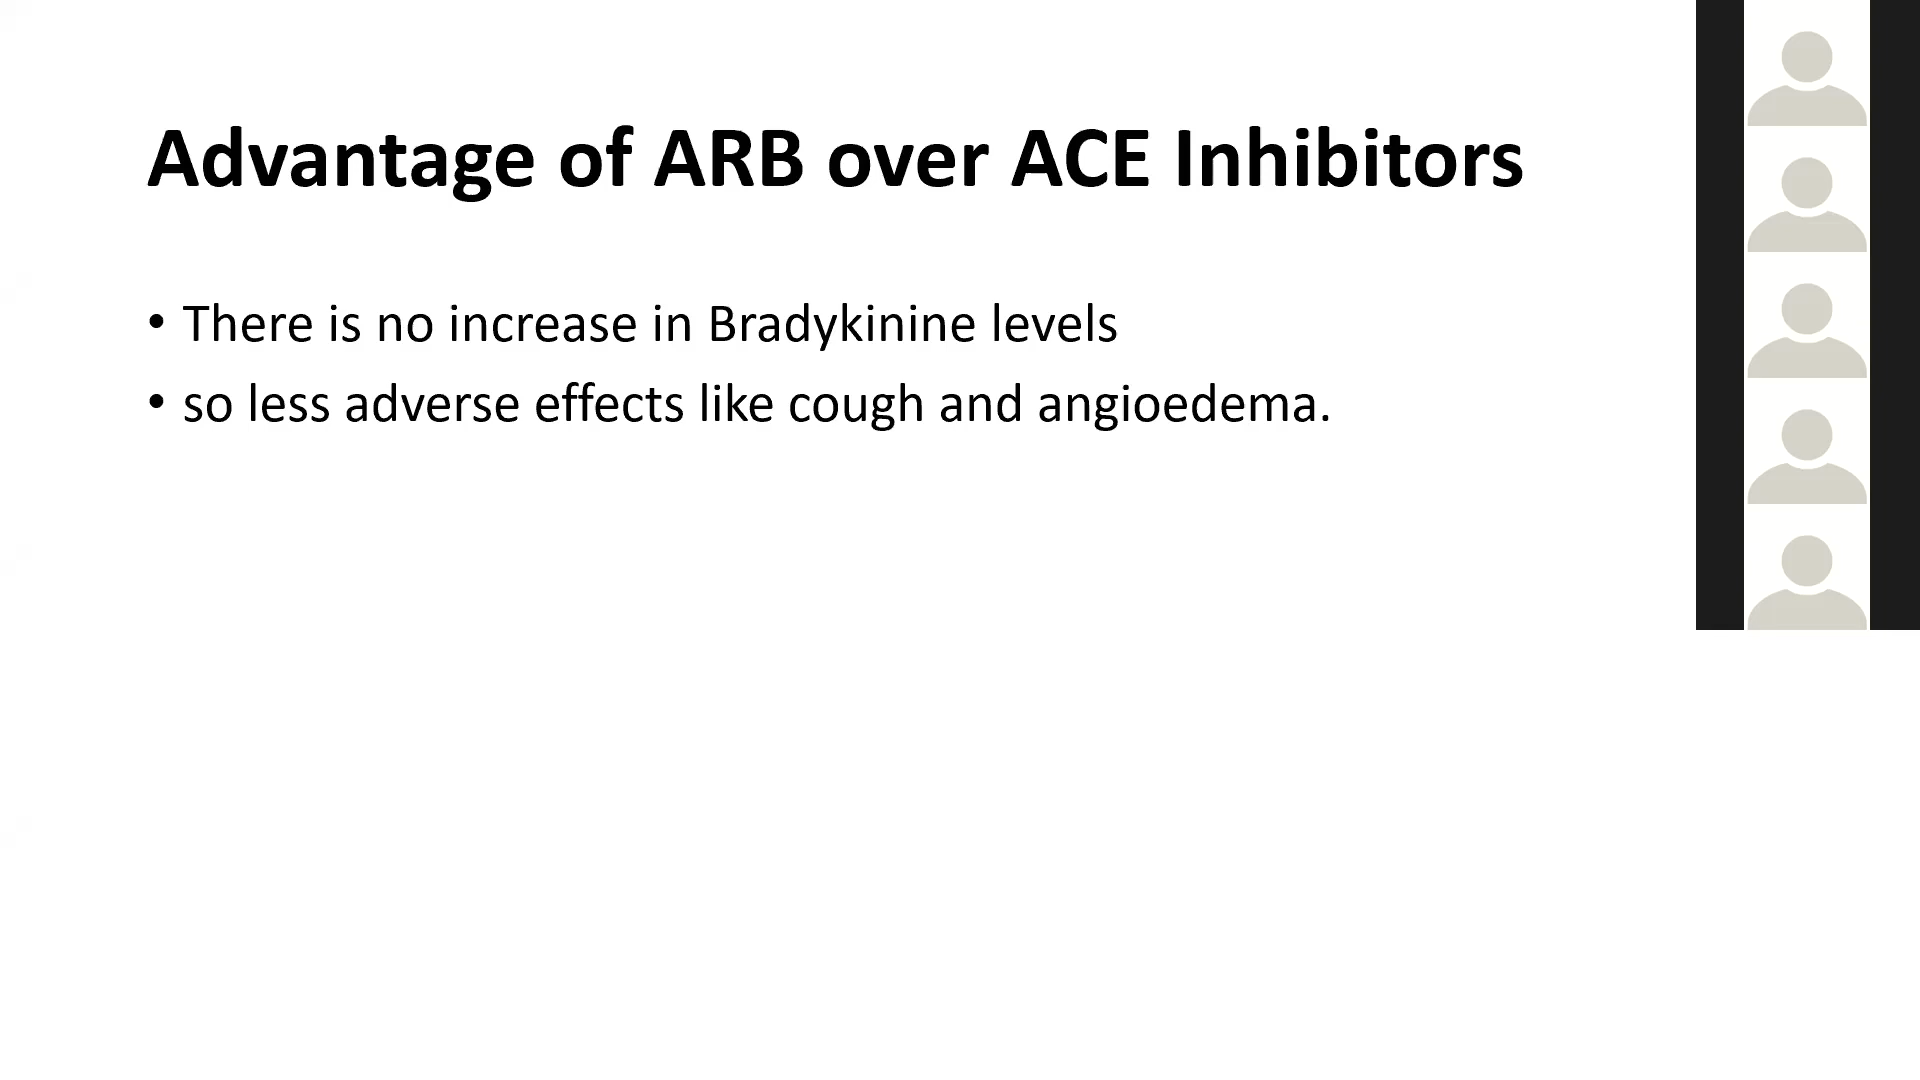 Advantage of ARB over ACE Inhibitors
• There is no increase in Bradykinine levels
• so less adverse effects like cough and angioedema.